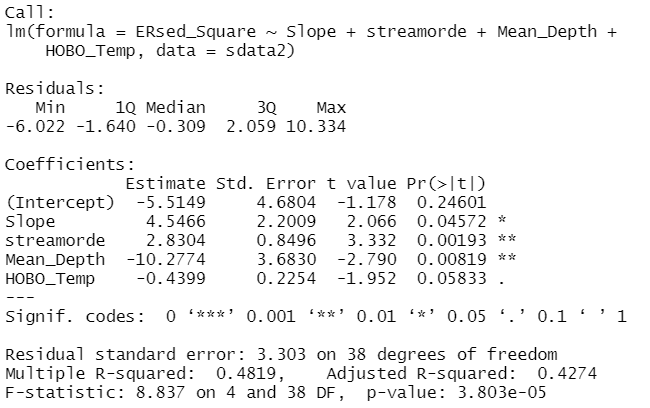 Call:
lm(formula = ERsed_Square ~ Slope + streamorde + Mean_Depth +
    HOBO_Temp, data = sdata2)

Residuals:
   Min     1Q Median     3Q    Max
-6.022 -1.640 -0.309  2.059 10.334

Coefficients:
            Estimate Std. Error t value Pr(>|t|)
(Intercept)  -5.5149     4.6804  -1.178  0.24601
Slope         4.5466     2.2009   2.066  0.04572 *
streamorde    2.8304     0.8496   3.332  0.00193 **
Mean_Depth  -10.2774     3.6830  -2.790  0.00819 **
HOBO_Temp    -0.4399     0.2254  -1.952  0.05833 .
---
Signif. codes:  0 ‘***’ 0.001 ‘**’ 0.01 ‘*’ 0.05 ‘.’ 0.1 ‘ ’ 1

Residual standard error: 3.303 on 38 degrees of freedom
Multiple R-squared:  0.4819,    Adjusted R-squared:  0.4274
F-statistic: 8.837 on 4 and 38 DF,  p-value: 3.803e-05